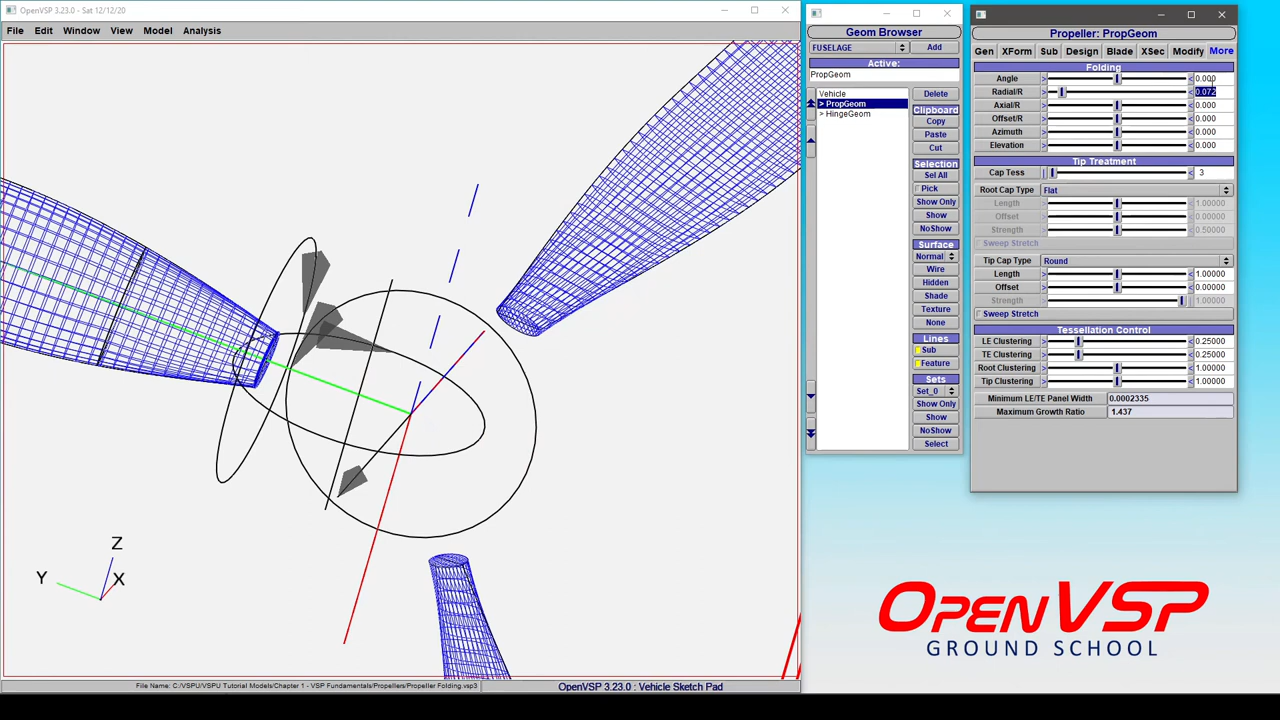 OpenVSP 3.23.0 - Sat 12/12/20
File Edit Window View Model Analysis
Z
Y
X
File Name: C:/VSPU/VSPU Tutorial Models/Chapter 1 - VSP Fundamentals/Propellers/Propeller Folding.vsp3
OpenVSP 3.23.0 : Vehicle Sketch Pad
Geom Browser
FUSELAGE
Add
Active:
PropGeom
Vehicle
> PropGeom
> HingeGeom
Delete
Clipboard
Copy
Paste
Cut
Selection
Sel All
Pick
Show Only
Show
NoShow
Surface
Normal
Wire
Hidden
Shade
Texture
None
Lines
Sub
Feature
Sets
Set_0
Show Only
Show
NoShow
Select
Propeller: PropGeom
Gen XForm Sub Design Blade XSec Modify More
Folding
Angle > < 0.000
Radial/R > < 0.072
Axial/R > < 0.000
Offset/R > < 0.000
Azimuth > < 0.000
Elevation > < 0.000
Tip Treatment
Cap Tess 3
Root Cap Type Flat
Length > < 1.00000
Offset > < 0.00000
Strength > < 0.50000
Sweep Stretch
Tip Cap Type Round
Length > < 1.00000
Offset > < 0.00000
Strength > 1.00000
Sweep Stretch
Tessellation Control
LE Clustering > < 0.25000
TE Clustering > < 0.25000
Root Clustering > < 1.00000
Tip Clustering > < 1.00000
Minimum LE/TE Panel Width 0.0002335
Maximum Growth Ratio 1.437
OPENVSP
GROUND SCHOOL